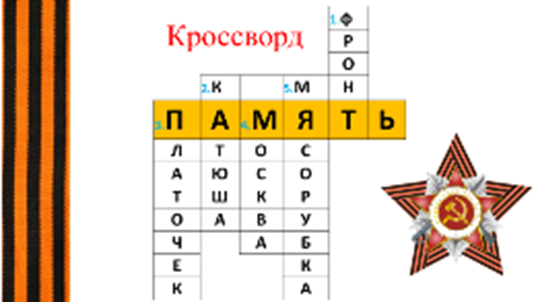 1.Ф
Кроссворд
Р
О
2.К 5.М Н
3.П А 4.М Я Т Ь
Л Т О С
А Ю С О
Т Ш К Р
О А В У
Ч А Б
Е К
К А